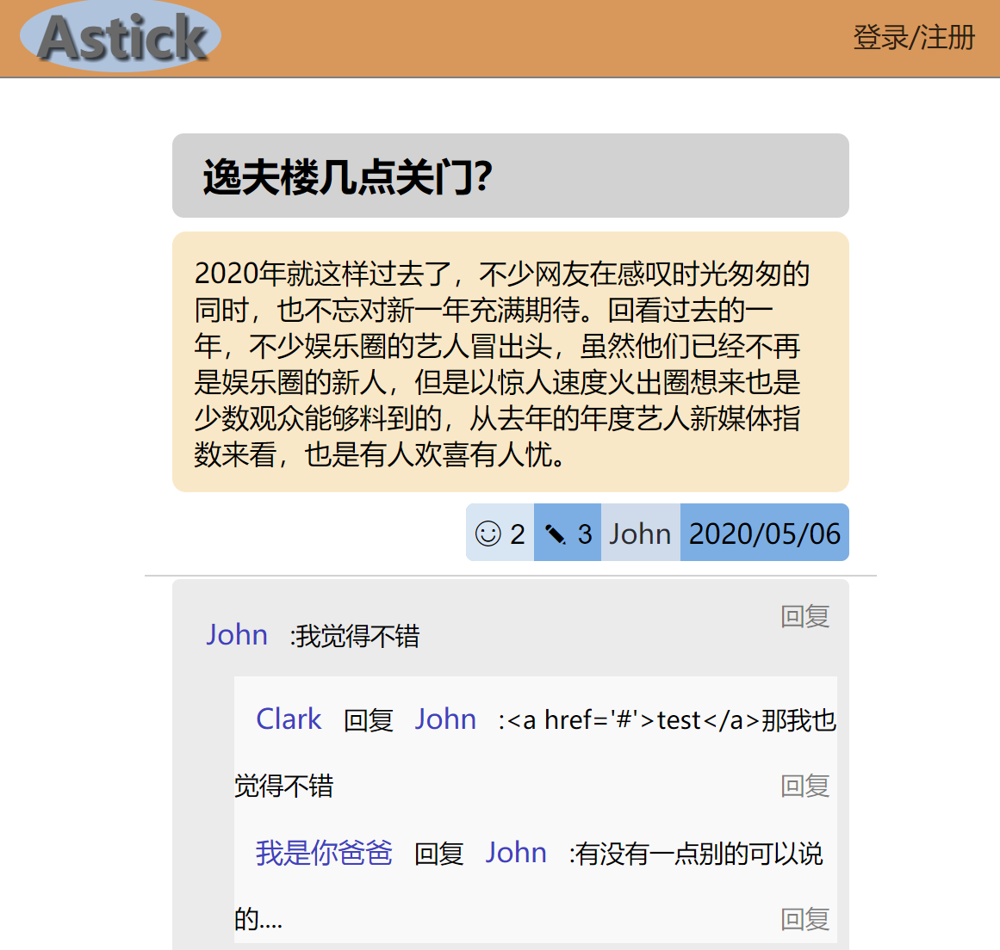 Astick
登录/注册
逸夫楼几点关门？
2020年就这样过去了，不少网友在感叹时光匆匆的
同时，也不忘对新一年充满期待。回看过去的一
年，不少娱乐圈的艺人冒出头，虽然他们已经不再
是娱乐圈的新人，但是以惊人速度火出圈想来也是
少数观众能够料到的，从去年的年度艺人新媒体指
数来看，也是有人欢喜有人忧。
2 3 John 2020/05/06
回复
John :我觉得不错
Clark 回复 John :<a href='#'>test</a>那我也
觉得不错 回复
我是你爸爸 回复 John :有没有一点别的可以说
的.... 回复